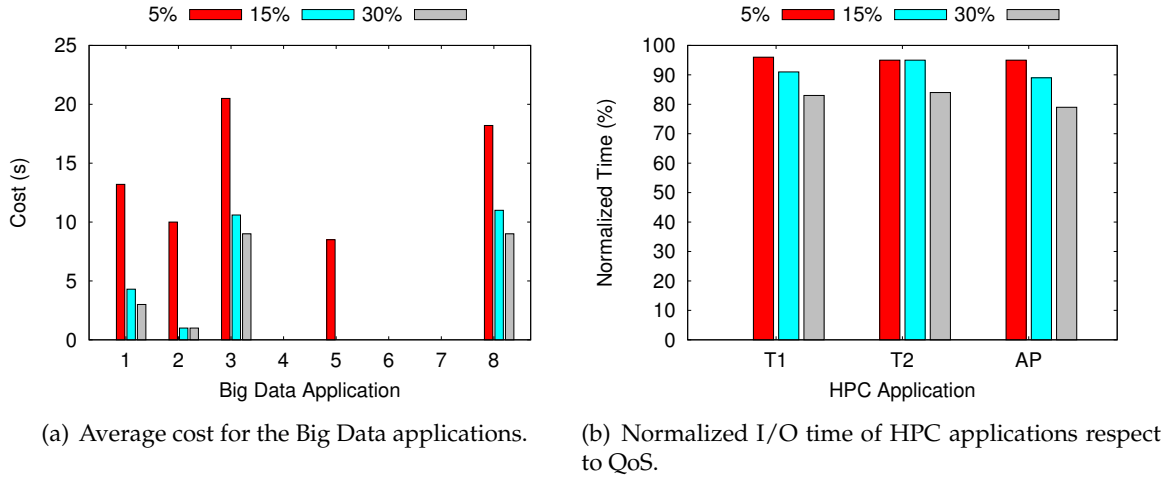 5% 15% 30%
25
20
15
10
5
0
Cost (s)
1 2 3 4 5 6 7 8
Big Data Application
(a) Average cost for the Big Data applications.
5% 15% 30%
100
90
80
70
60
50
40
30
20
10
0
Normalized Time (%)
T1 T2 AP
HPC Application
(b) Normalized I/O time of HPC applications respect
to QoS.